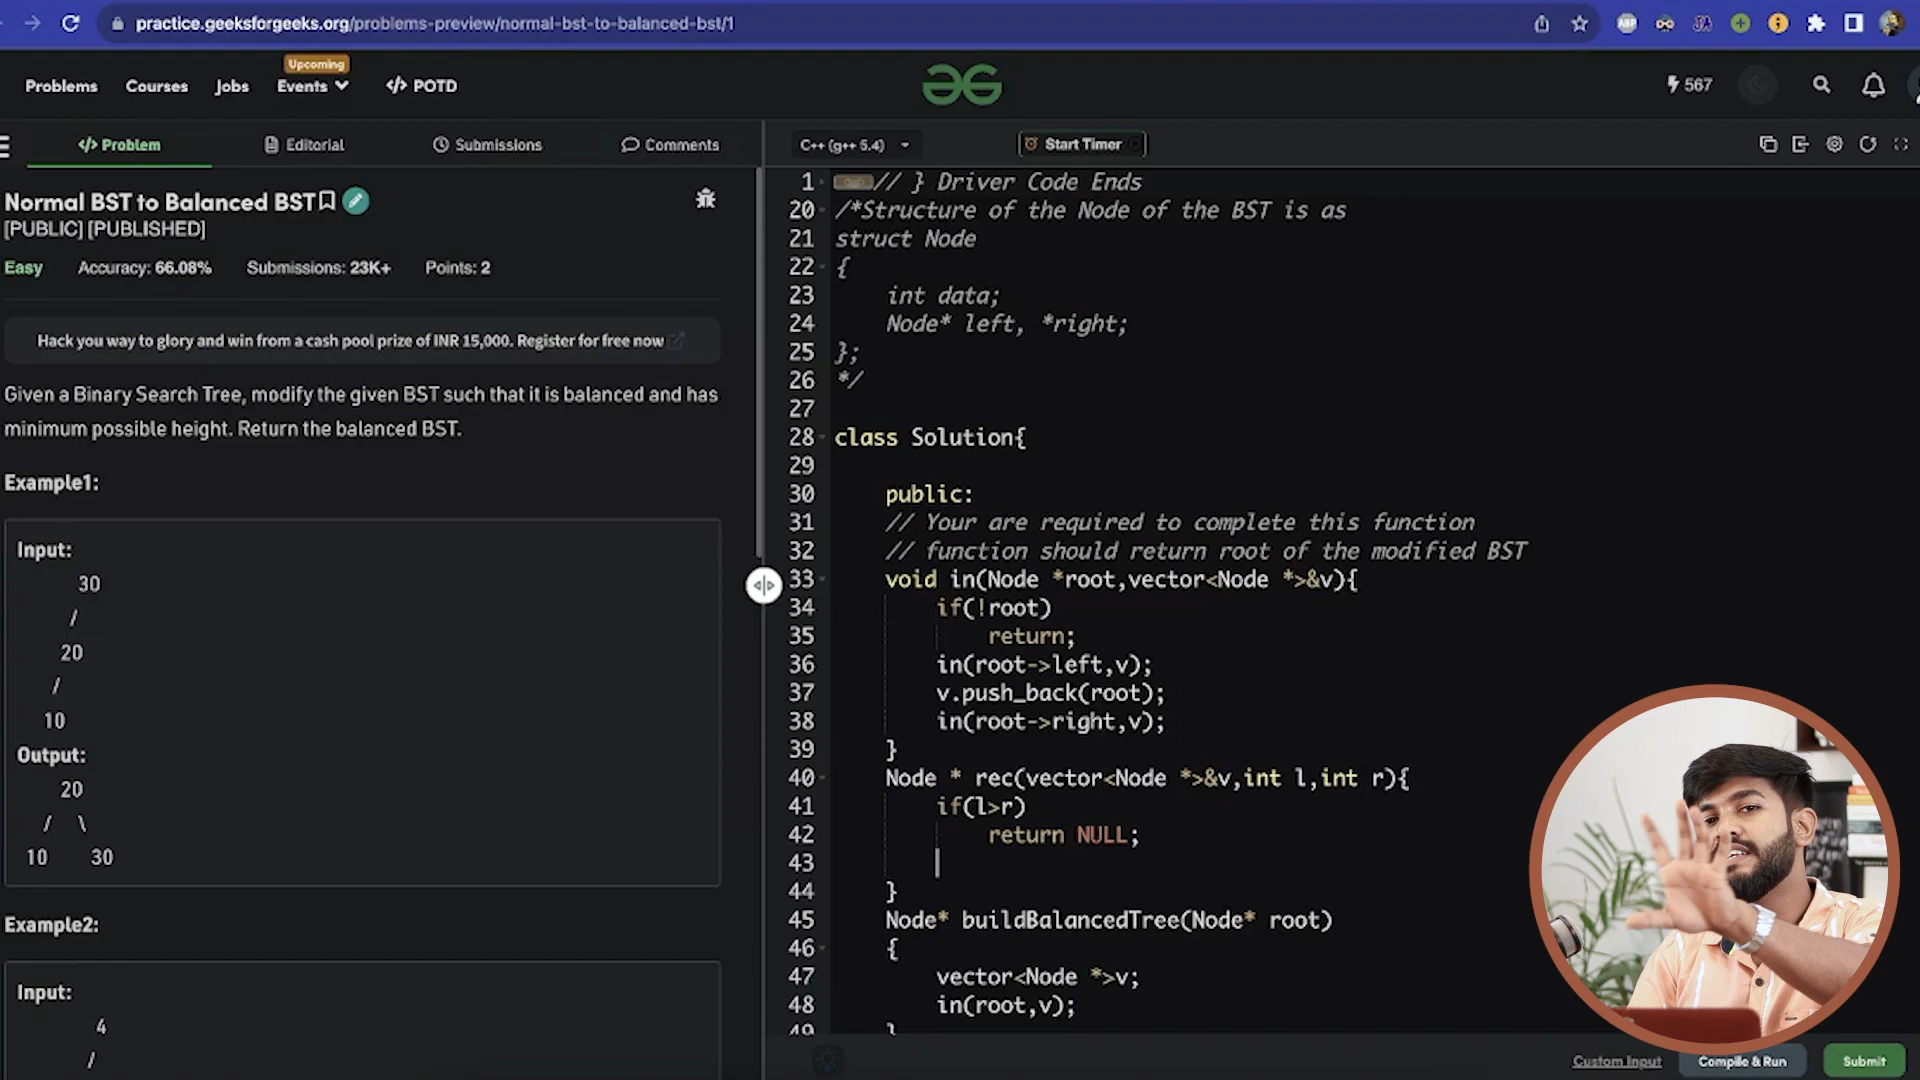 practice.geeksforgeeks.org/problems-preview/normal-bst-to-balanced-bst/1
ABP
Upcoming
Problems Courses Jobs Events </> POTD
567
</> Problem Editorial Submissions Comments
C++ (g++ 5.4) Start Timer
Normal BST to Balanced BST
[PUBLIC] [PUBLISHED]
Easy Accuracy: 66.08% Submissions: 23K+ Points: 2
Hack you way to glory and win from a cash pool prize of INR 15,000. Register for free now
Given a Binary Search Tree, modify the given BST such that it is balanced and has
minimum possible height. Return the balanced BST.
Example1:
Input:
30
/
20
/
10
Output:
20
/ \
10 30
Example2:
Input:
4
/
1 // } Driver Code Ends
20 /*Structure of the Node of the BST is as
21 struct Node
22 {
23 int data;
24 Node* left, *right;
25 };
26 */
27
28 class Solution{
29
30 public:
31 // Your are required to complete this function
32 // function should return root of the modified BST
33 void in(Node *root,vector<Node *>&v){
34 if(!root)
35 return;
36 in(root->left,v);
37 v.push_back(root);
38 in(root->right,v);
39 }
40 Node * rec(vector<Node *>&v,int l,int r){
41 if(l>r)
42 return NULL;
43
44 }
45 Node* buildBalancedTree(Node* root)
46 {
47 vector<Node *>v;
48 in(root,v);
49 }
Custom Input Compile & Run Submit